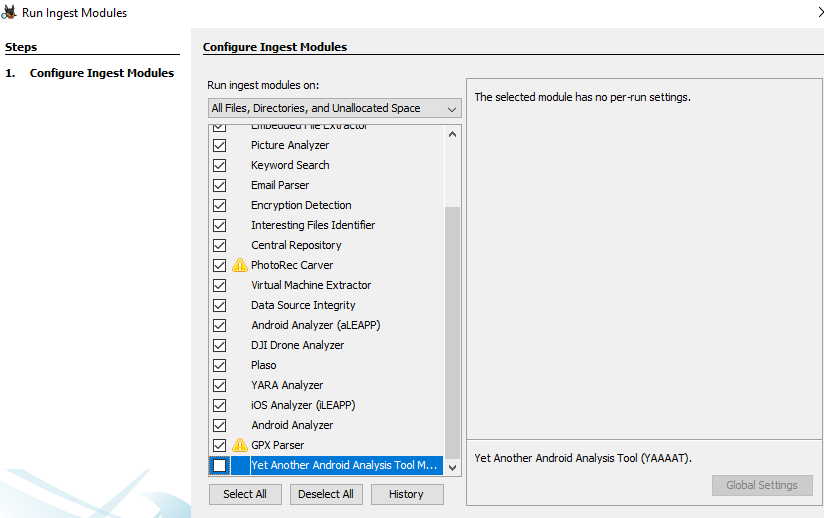 Run Ingest Modules
Steps
1. Configure Ingest Modules
Configure Ingest Modules
Run ingest modules on:
All Files, Directories, and Unallocated Space
Embedded File Extractor
Picture Analyzer
Keyword Search
Email Parser
Encryption Detection
Interesting Files Identifier
Central Repository
PhotoRec Carver
Virtual Machine Extractor
Data Source Integrity
Android Analyzer (aLEAPP)
DJI Drone Analyzer
Plaso
YARA Analyzer
iOS Analyzer (iLEAPP)
Android Analyzer
GPX Parser
Yet Another Android Analysis Tool M...
Select All
Deselect All
History
The selected module has no per-run settings.
Yet Another Android Analysis Tool (YAAAAT).
Global Settings